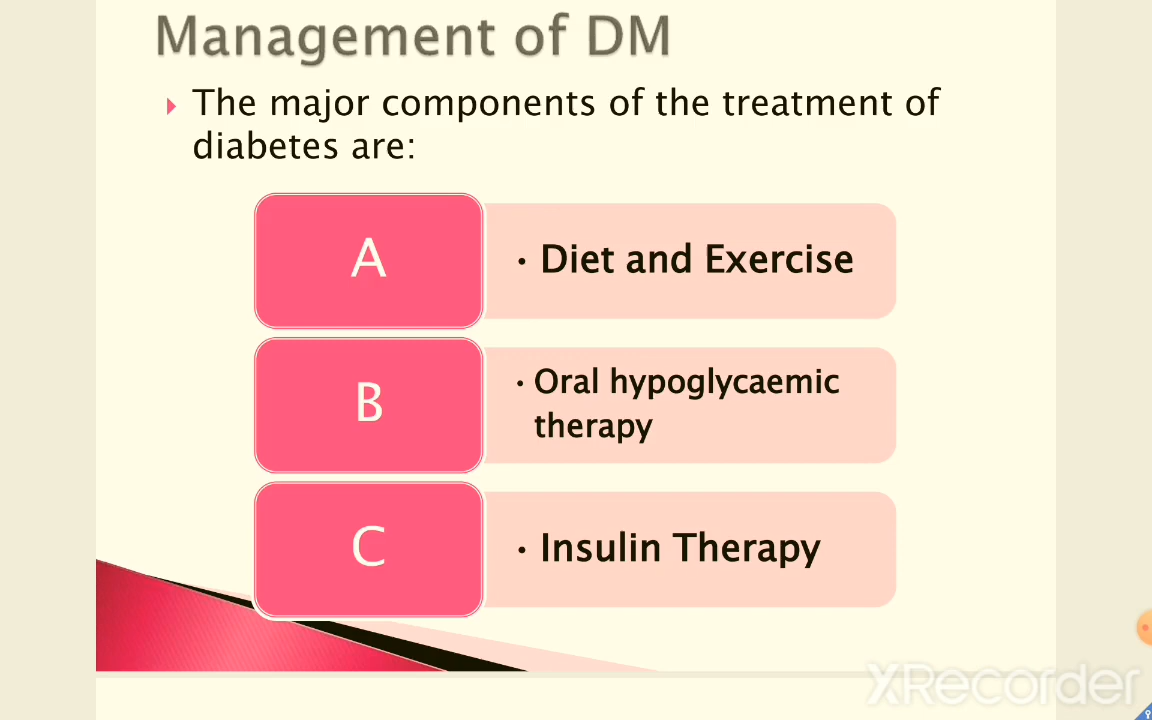 Management of DM
The major components of the treatment of
diabetes are:
A
• Diet and Exercise
B
• Oral hypoglycaemic
therapy
C
• Insulin Therapy
XRecorder